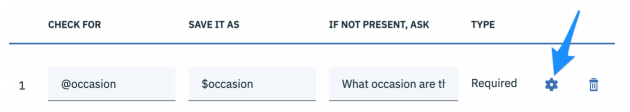 CHECK FOR SAVE IT AS IF NOT PRESENT, ASK TYPE
1 @occasion $occasion What occasion are th Required